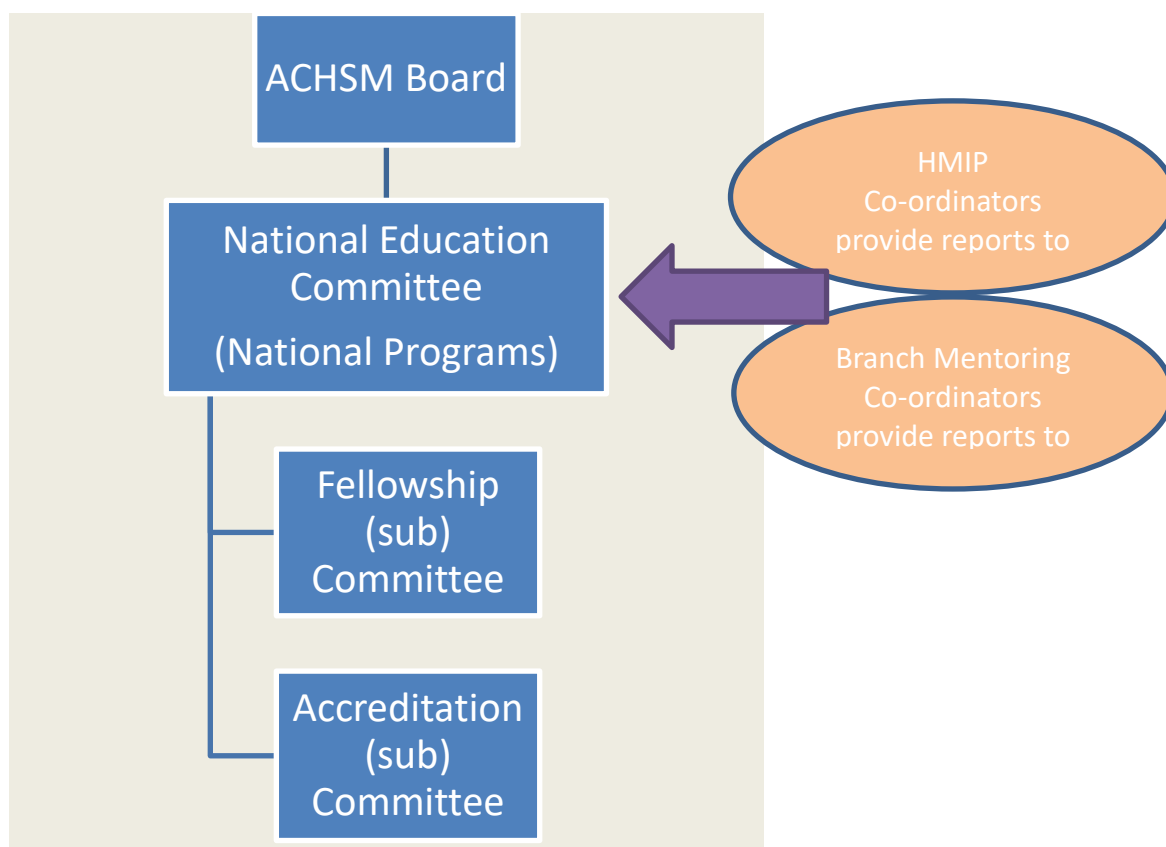 ACHSM Board
National Education
Committee
(National Programs)
Fellowship
(sub)
Committee
Accreditation
(sub)
Committee
HMIP
Co-ordinators
provide reports to
Branch Mentoring
Co-ordinators
provide reports to